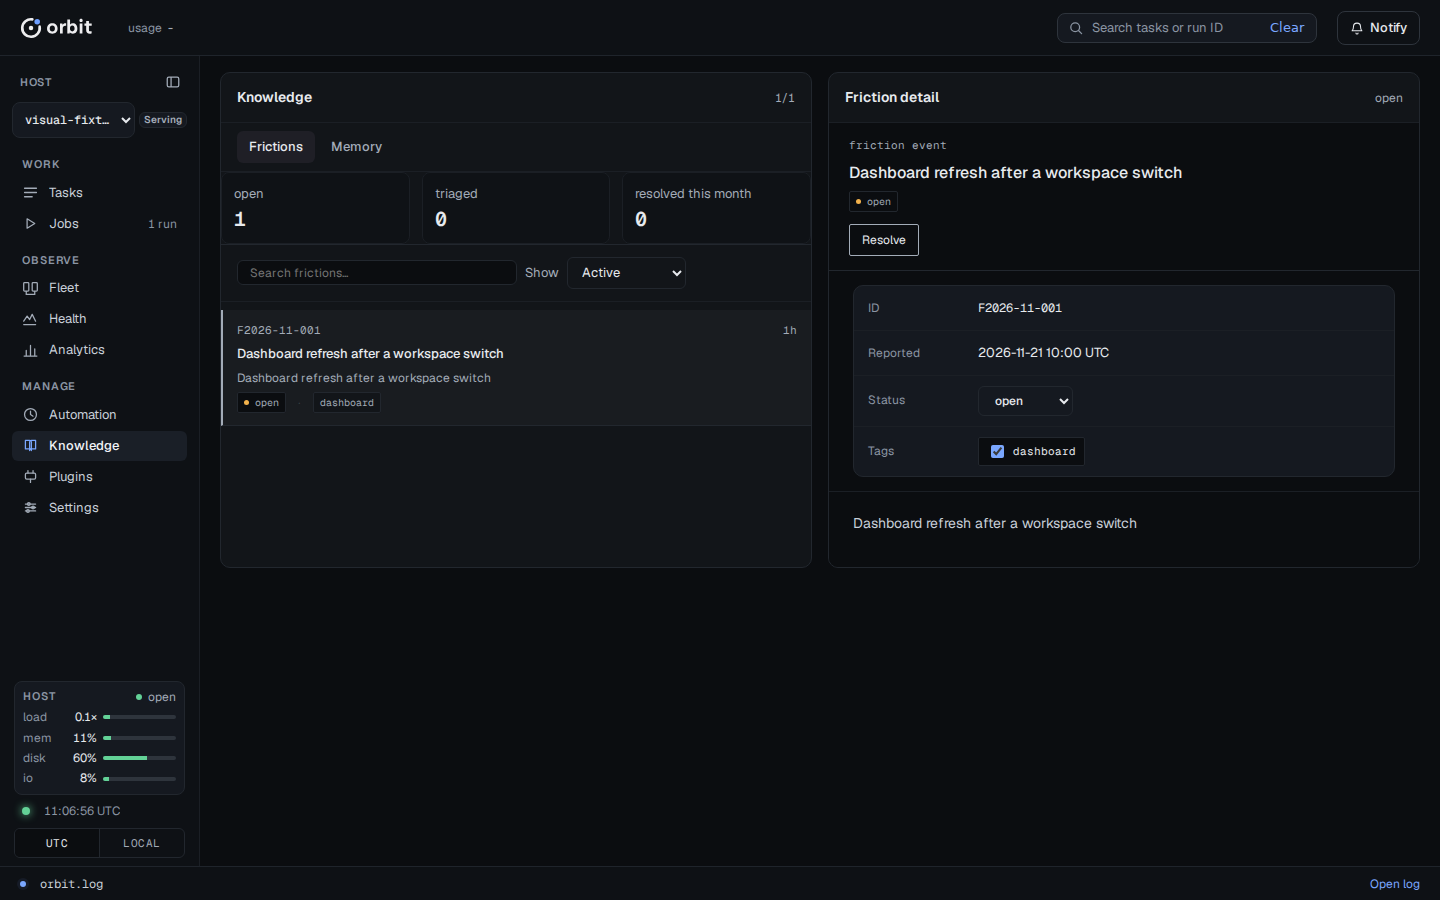 orbit
usage -
Search tasks or run ID
Clear
Notify
HOST
visual-fixt…
Serving
WORK
Tasks
Jobs
1 run
OBSERVE
Fleet
Health
Analytics
MANAGE
Automation
Knowledge
Plugins
Settings
HOST
open
load 0.1×
mem 11%
disk 60%
io 8%
11:06:56 UTC
UTC
LOCAL
Knowledge
1/1
Frictions
Memory
open
1
triaged
0
resolved this month
0
Search frictions…
Show
Active
F2026-11-001
1h
Dashboard refresh after a workspace switch
Dashboard refresh after a workspace switch
open · dashboard
Friction detail
open
friction event
Dashboard refresh after a workspace switch
open
Resolve
ID F2026-11-001
Reported 2026-11-21 10:00 UTC
Status open
Tags dashboard
Dashboard refresh after a workspace switch
orbit.log
Open log